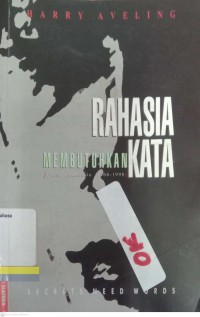 HARRY AVELING
RAHASIA
MEMBUTUHKAN
KATA
SECRETS NEED WORDS